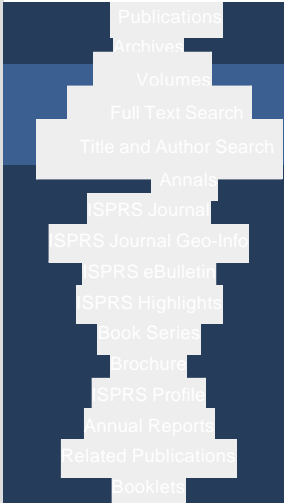 Publications
Archives
Volumes
Full Text Search
Title and Author Search
Annals
ISPRS Journal
ISPRS Journal Geo-Info
ISPRS eBulletin
ISPRS Highlights
Book Series
Brochure
ISPRS Profile
Annual Reports
Related Publications
Booklets